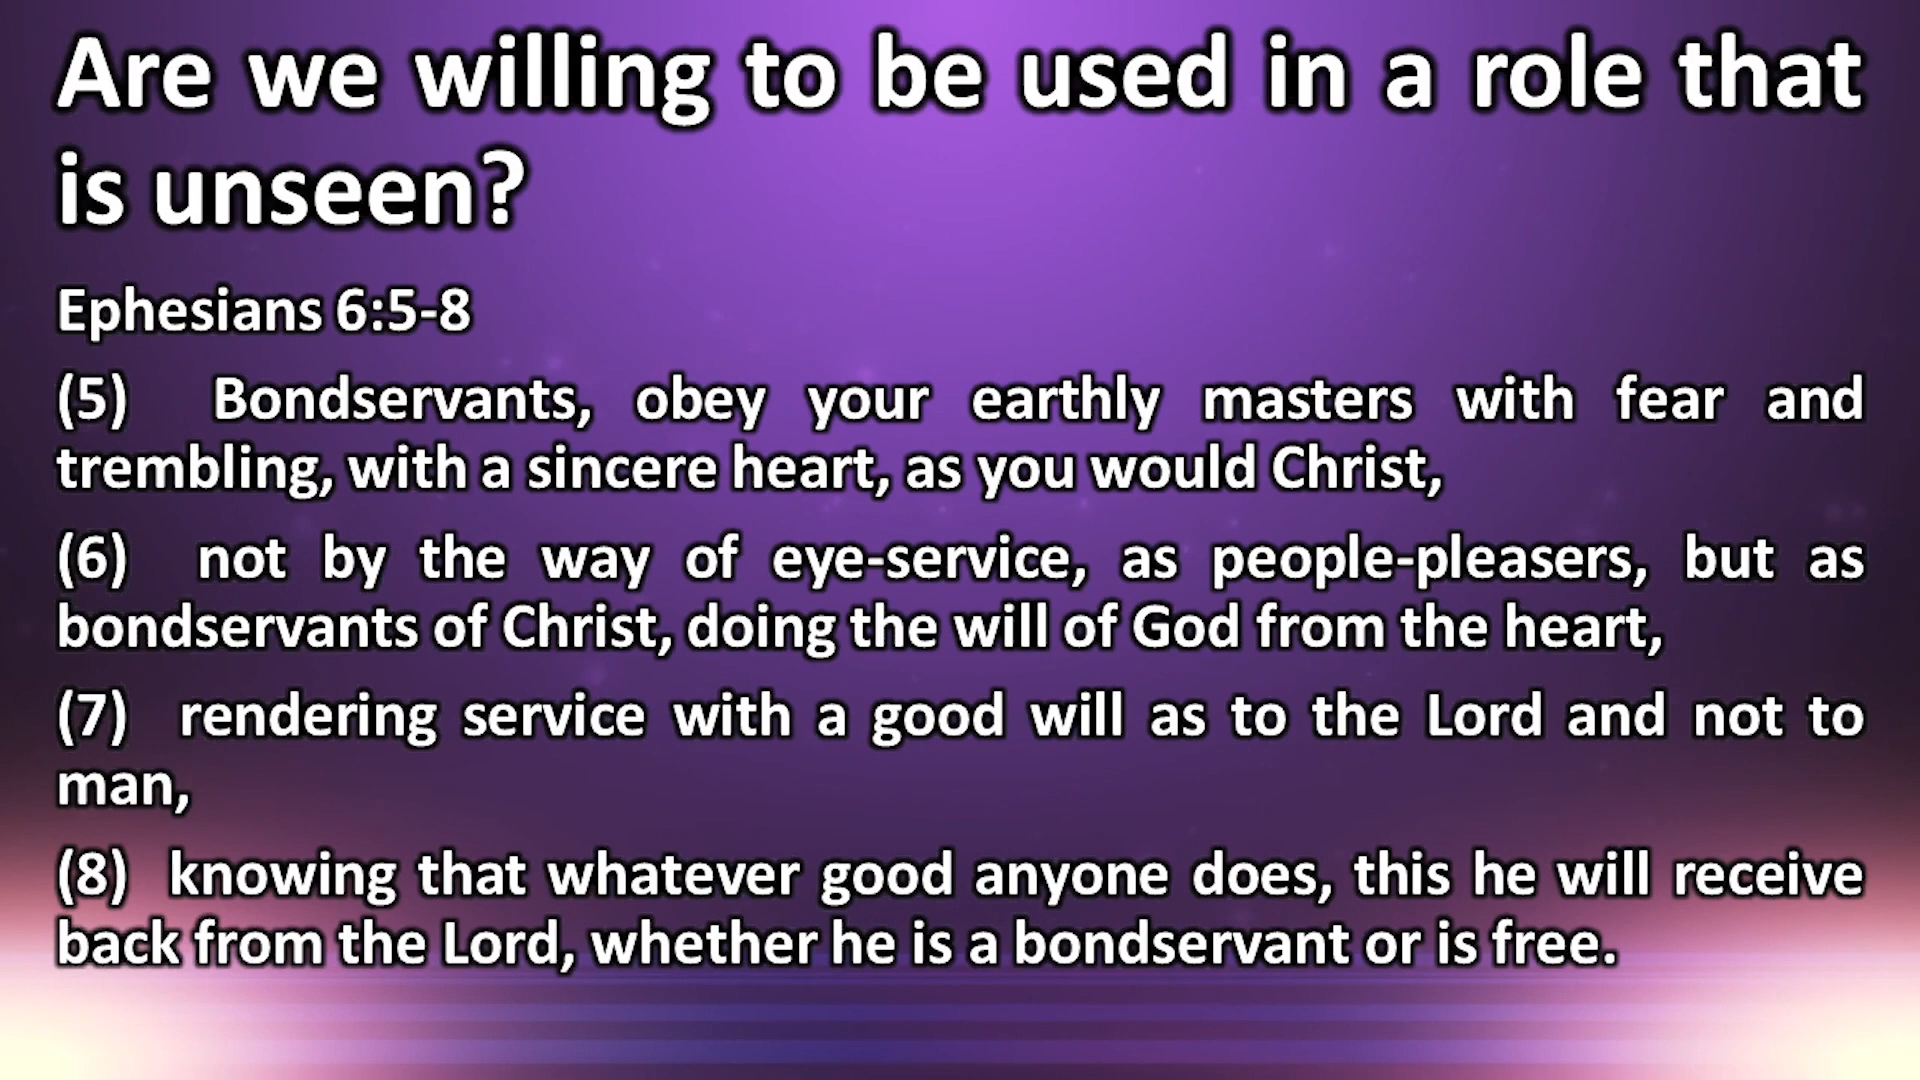 Are we willing to be used in a role that
is unseen?
Ephesians 6:5-8
(5) Bondservants, obey your earthly masters with fear and
trembling, with a sincere heart, as you would Christ,
(6) not by the way of eye-service, as people-pleasers, but as
bondservants of Christ, doing the will of God from the heart,
(7) rendering service with a good will as to the Lord and not to
man,
(8) knowing that whatever good anyone does, this he will receive
back from the Lord, whether he is a bondservant or is free.